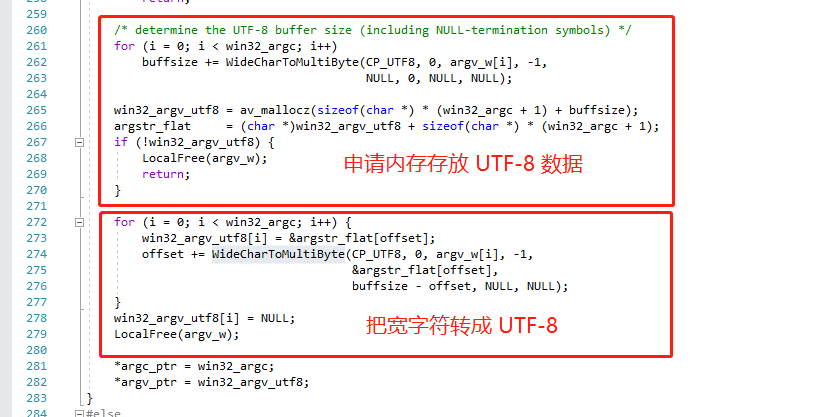 258 return;
259
260 /* determine the UTF-8 buffer size (including NULL-termination symbols) */
261 for (i = 0; i < win32_argc; i++)
262 buffsize += WideCharToMultiByte(CP_UTF8, 0, argv_w[i], -1,
263 NULL, 0, NULL, NULL);
264
265 win32_argv_utf8 = av_mallocz(sizeof(char *) * (win32_argc + 1) + buffsize);
266 argstr_flat     = (char *)win32_argv_utf8 + sizeof(char *) * (win32_argc + 1);
267 if (!win32_argv_utf8) {
268 LocalFree(argv_w);
269 return;
申请内存存放 UTF-8 数据
270 }
271
272 for (i = 0; i < win32_argc; i++) {
273 win32_argv_utf8[i] = &argstr_flat[offset];
274 offset += WideCharToMultiByte(CP_UTF8, 0, argv_w[i], -1,
275 &argstr_flat[offset],
276 buffsize - offset, NULL, NULL);
277 }
278 win32_argv_utf8[i] = NULL;
279 LocalFree(argv_w);
把宽字符转成 UTF-8
280
281 *argc_ptr = win32_argc;
282 *argv_ptr = win32_argv_utf8;
283 }
284 #else